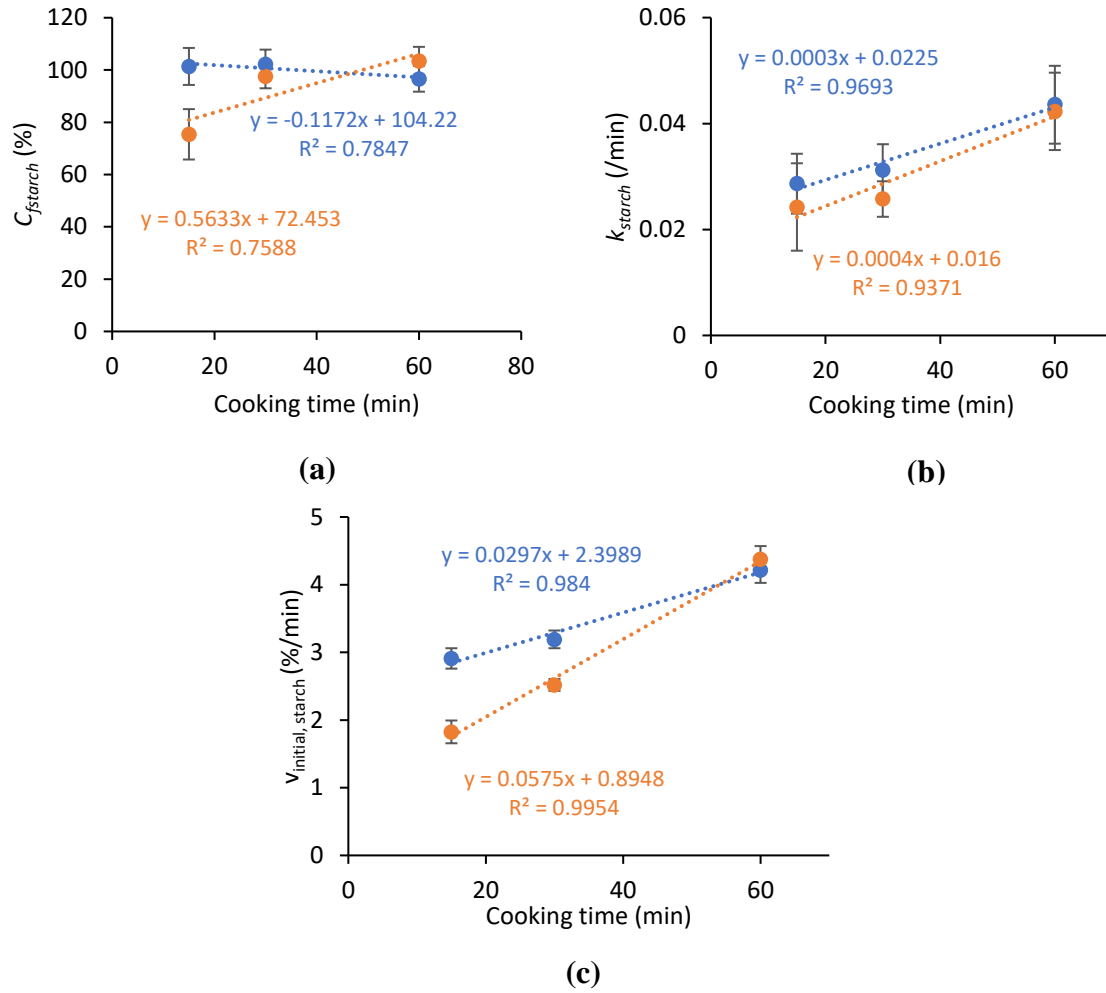 120
100
80
60
40
20
0
C_fstarch (%)
y = -0.1172x + 104.22
R² = 0.7847
y = 0.5633x + 72.453
R² = 0.7588
0 20 40 60 80
Cooking time (min)
(a)
0.06
0.04
0.02
0
k_starch (/min)
y = 0.0003x + 0.0225
R² = 0.9693
y = 0.0004x + 0.016
R² = 0.9371
0 20 40 60
Cooking time (min)
(b)
5
4
3
2
1
0
v_initial, starch (%/min)
y = 0.0297x + 2.3989
R² = 0.984
y = 0.0575x + 0.8948
R² = 0.9954
0 20 40 60
Cooking time (min)
(c)